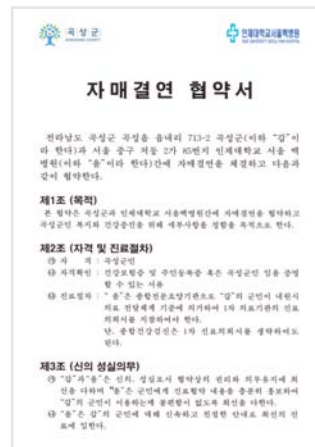 곡성군
인제대학교서울백병원
자매결연 협약서
전라남도 곡성군 곡성읍 읍내리 713-2 곡성군(이하 "갑"이
라 한다)과 서울 중구 저동 2가 85번지 인제대학교 서울 백
병원(이하 "을"이라 한다)간에 자매결연을 체결하고 다음과
같이 협약한다.
제1조 (목적)
본 협약은 곡성군과 인제대학교 서울백병원간에 자매결연을 협약하고
곡성군민 복지와 건강증진을 위해 세부사항을 정함을 목적으로 한다.
제2조 (자격 및 진료절차)
자 격 : 곡성군민
자격확인 : 건강보험증 및 주민등록증 혹은 곡성군민 임을 증명
할 수 있는 서류
진료절차 : "을"은 종합전문요양기관으로 "갑"의 군민이 내원시
의료 전달체계 기준에 의거하여 1차 의료기관의 진료
의뢰서를 지참하여야 한다.
단, 종합건강검진은 1차 진료의뢰서를 생략하여도
된다.
제3조 (신의 성실의무)
"갑"과"을"은 신의, 성실로서 협약상의 권리와 의무유지에 최
선을 다하며 "을"은 군민에게 진료협약 내용을 충분히 홍보하여
"갑"의 군민이 이용하는데 불편함이 없도록 최선을 다한다.
"을"은 갑"의 군민에 대해 신속하고 친절한 안내로 최선의 진
료에 임한다.